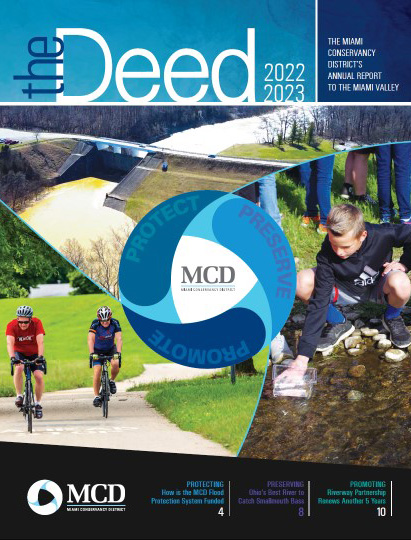 the Deed
2022
2023
THE MIAMI
CONSERVANCY
DISTRICT'S
ANNUAL REPORT
TO THE MIAMI VALLEY
PROTECT
PRESERVE
MCD
MIAMI CONSERVANCY DISTRICT
PROMOTE
MCD
MIAMI CONSERVANCY DISTRICT
PROTECTING
How is the MCD Flood
Protection System Funded
4
PRESERVING
Ohio's Best River to
Catch Smallmouth Bass
8
PROMOTING
Riverway Partnership
Renews Another 5 Years
10